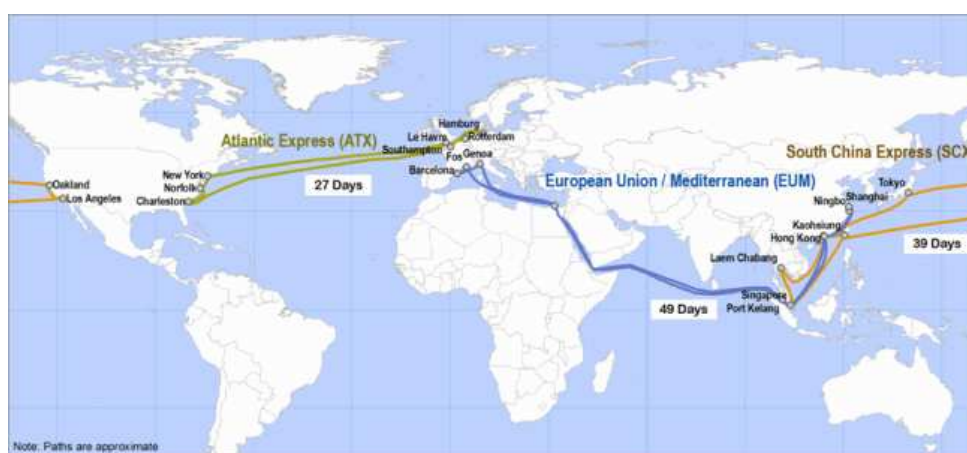 Hamburg
Le Havre
Rotterdam
Atlantic Express (ATX)
Southampton
Fos
Genoa
Barcelona
New York
Norfolk
Charleston
27 Days
Oakland
Los Angeles
European Union / Mediterranean (EUM)
South China Express (SCX
Tokyo
Shanghai
Ningbo
Kaohsiung
Hong Kong
39 Days
Laem Chabang
Singapore
Port Kelang
49 Days
Note: Paths are approximate